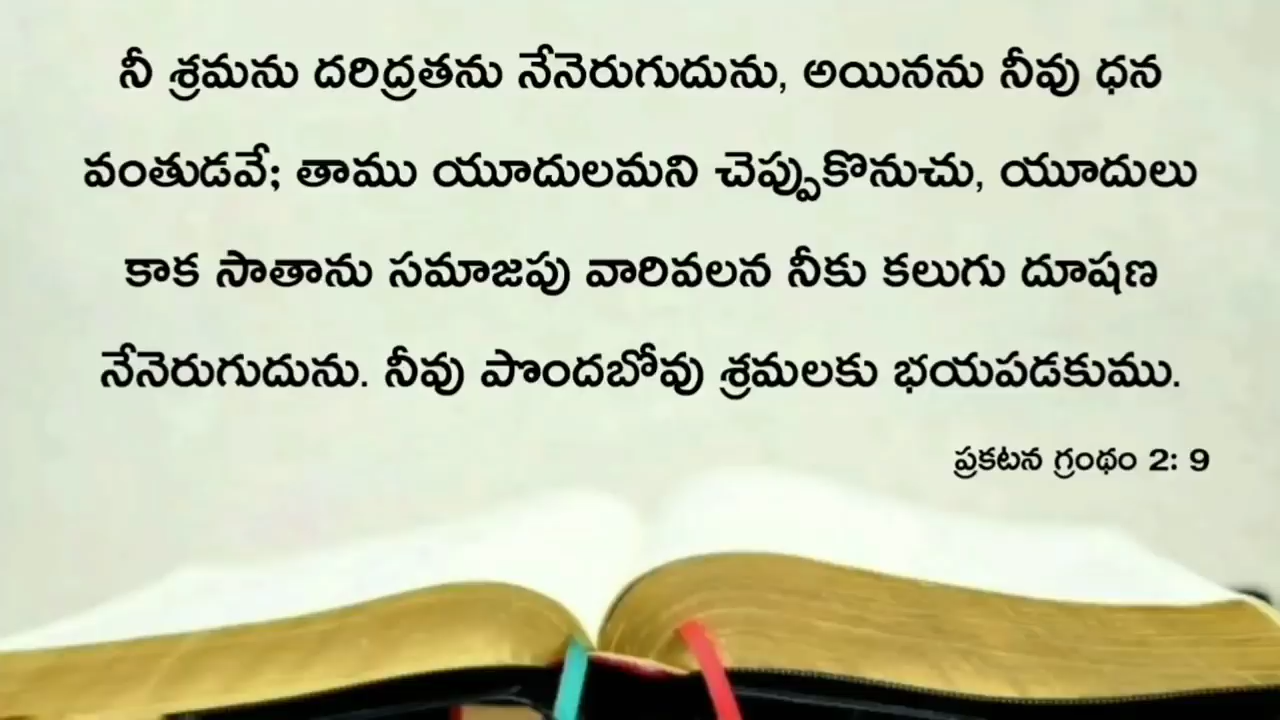 నీ శ్రమను దరిద్రతను నేనెరుగుదును, అయినను నీవు ధన
వంతుడవే; తాము యూదులమని చెప్పుకొనుచు, యూదులు
కాక సాతాను సమాజపు వారివలన నీకు కలుగు దూషణ
నేనెరుగుదును. నీవు పొందబోవు శ్రమలకు భయపడకుము.
ప్రకటన గ్రంథం 2: 9